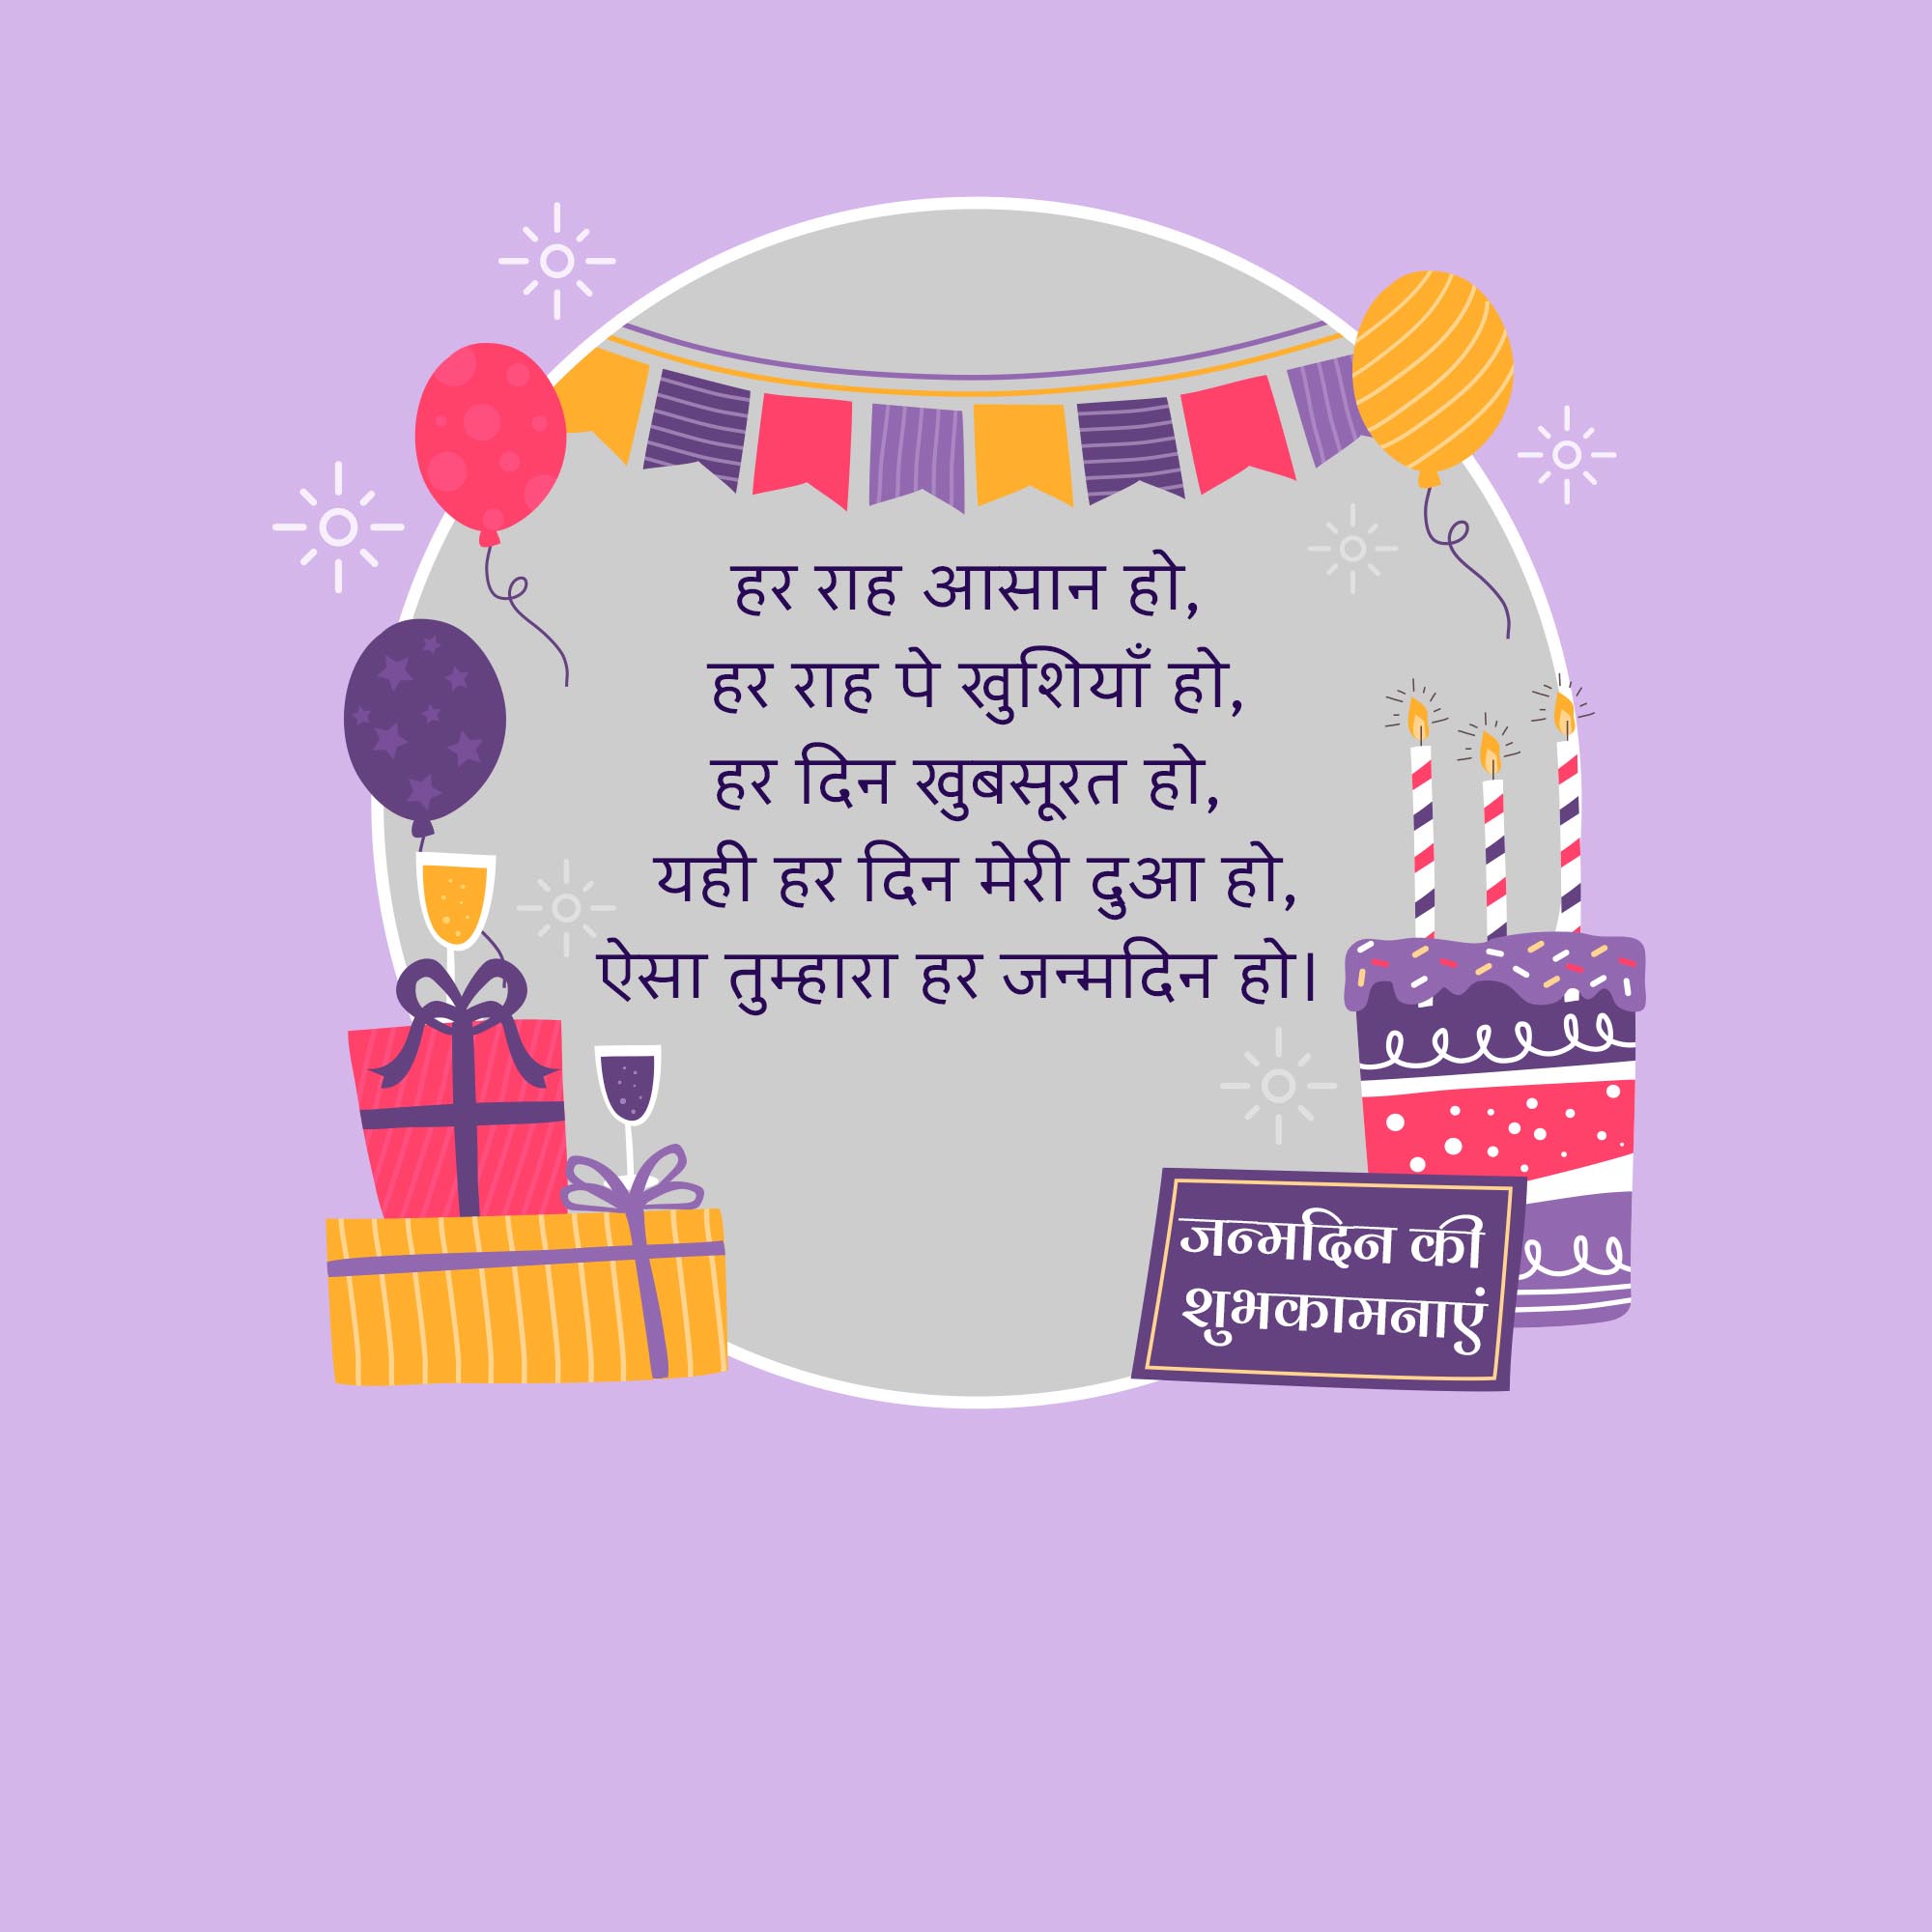 हर राह आसान हो,
हर राह पे खुशियाँ हो,
हर दिन खुबसूरत हो,
यही हर दिन मेरी दुआ हो,
ऐसा तुम्हारा हर जन्मदिन हो|
जन्मदिन की
शुभकामनाएं